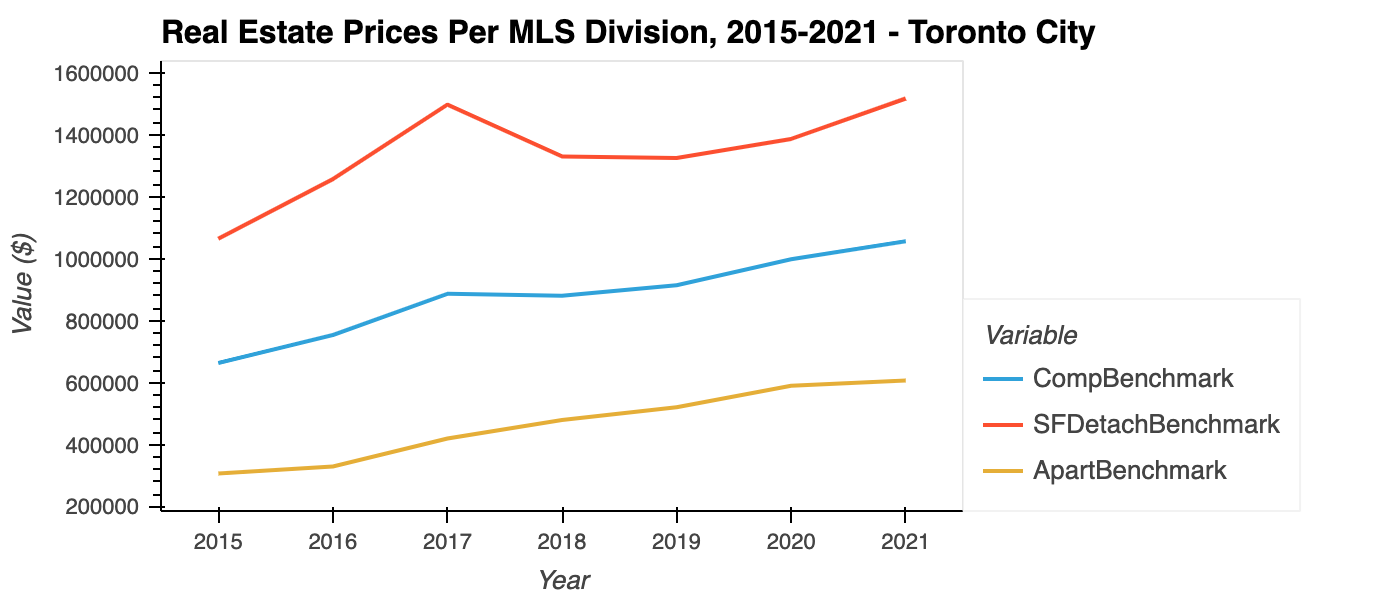 Real Estate Prices Per MLS Division, 2015-2021 - Toronto City
Value ($)
1600000
1400000
1200000
1000000
800000
600000
400000
200000
2015 2016 2017 2018 2019 2020 2021
Year
Variable
CompBenchmark
SFDetachBenchmark
ApartBenchmark